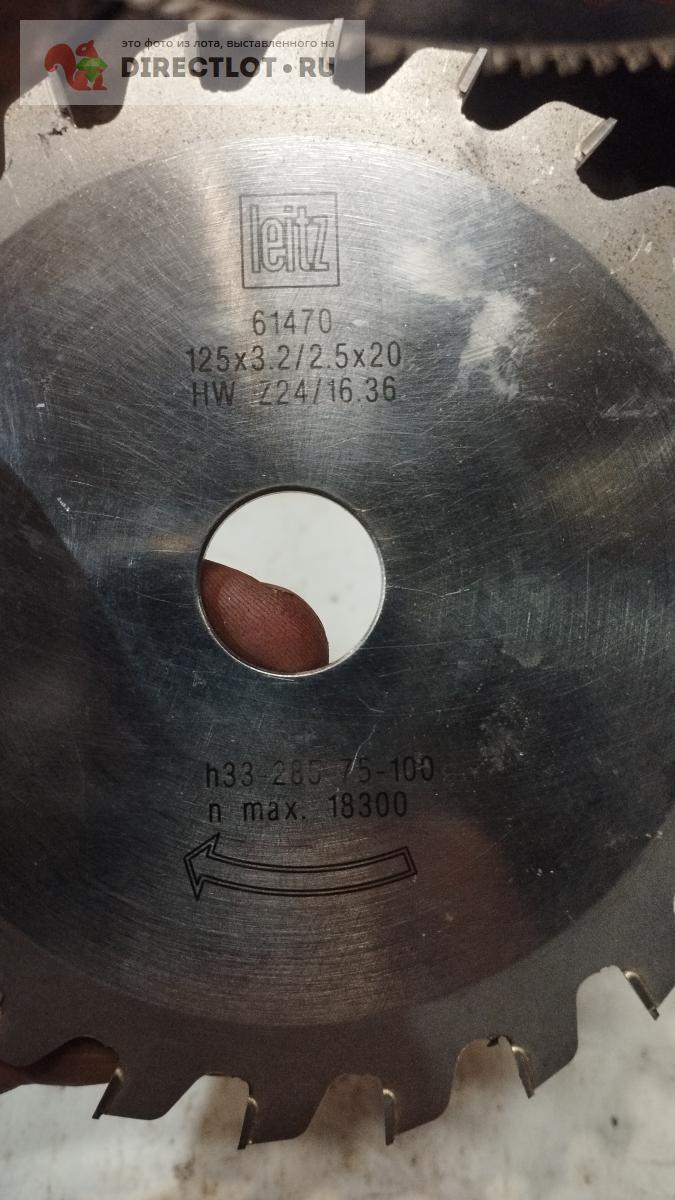 это фото из лота, выставленного на
DIRECTLOT.RU
leitz
61470
125x3.2/2.5x20
HW Z24/16.36
h33-285 75-100
n max. 18300